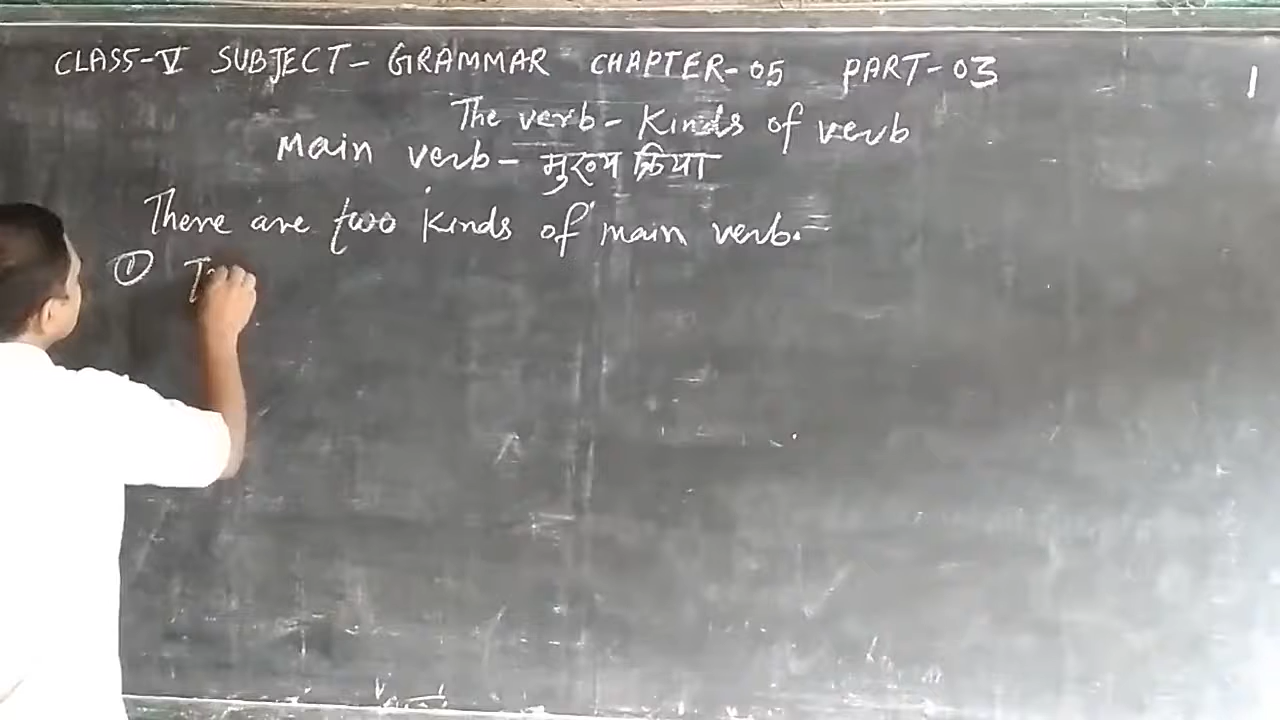 CLASS-V SUBJECT- GRAMMAR CHAPTER-05 PART-03 1
The verb- Kinds of verb
Main verb- मुख्य क्रिया
There are two kinds of main verb.=
① Tr